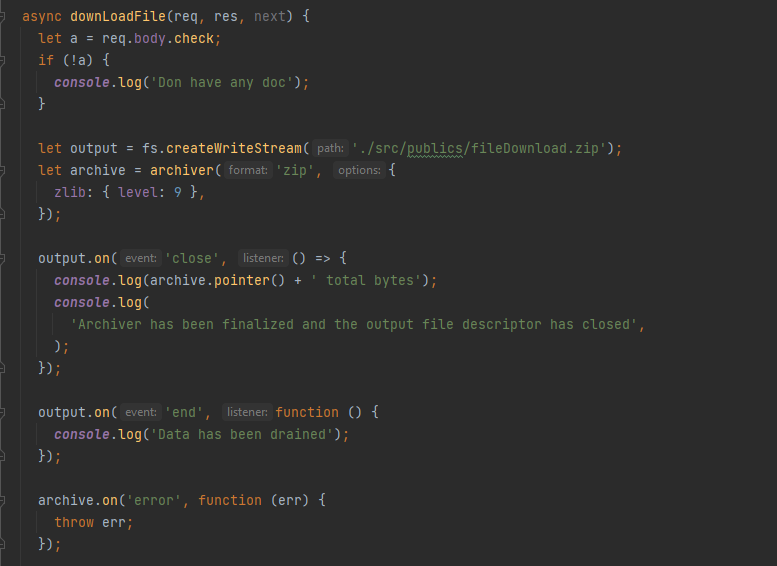 async downLoadFile(req, res, next) {
let a = req.body.check;
if (!a) {
console.log('Don have any doc');
}
let output = fs.createWriteStream( path: './src/publics/fileDownload.zip');
let archive = archiver( format: 'zip', options: {
zlib: { level: 9 },
});
output.on( event: 'close', listener: () => {
console.log(archive.pointer() + ' total bytes');
console.log(
'Archiver has been finalized and the output file descriptor has closed',
);
});
output.on( event: 'end', listener: function () {
console.log('Data has been drained');
});
archive.on('error', function (err) {
throw err;
});